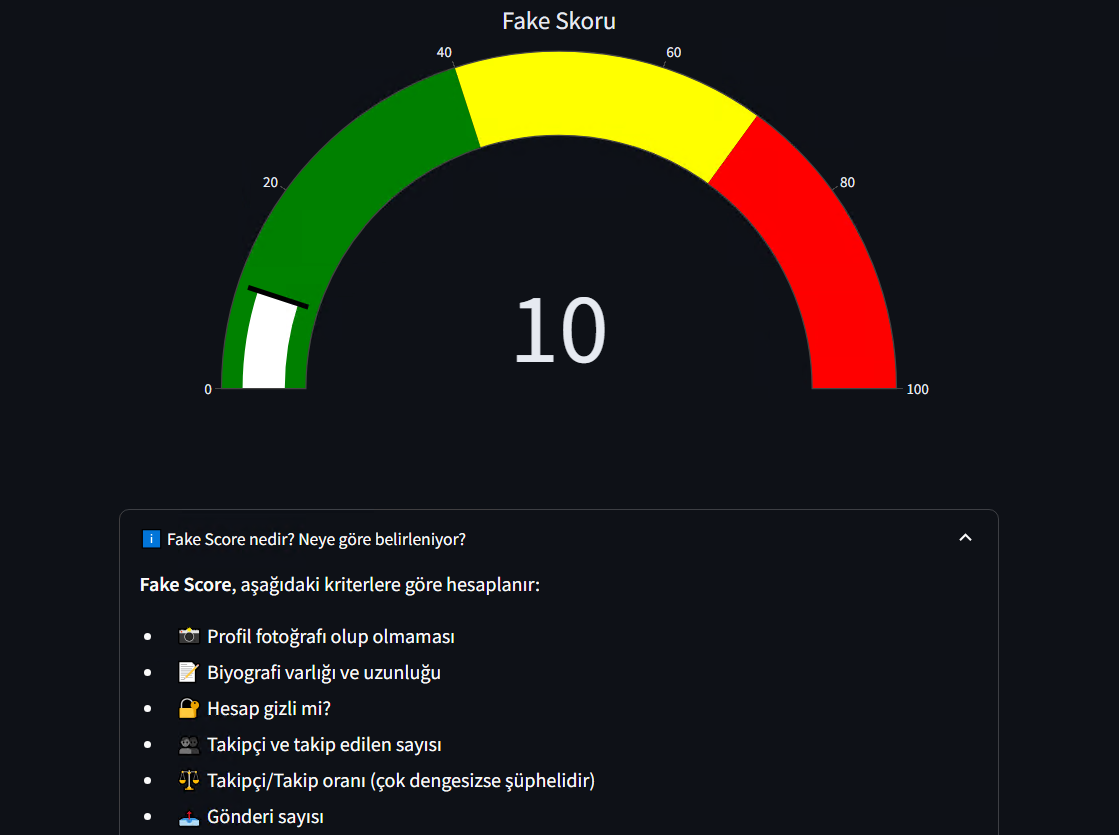 Fake Skoru
40
60
20
80
10
0
100
Fake Score nedir? Neye göre belirleniyor?
Fake Score, aşağıdaki kriterlere göre hesaplanır:
Profil fotoğrafı olup olmaması
Biyografi varlığı ve uzunluğu
Hesap gizli mi?
Takipçi ve takip edilen sayısı
Takipçi/Takip oranı (çok dengesizse şüphelidir)
Gönderi sayısı